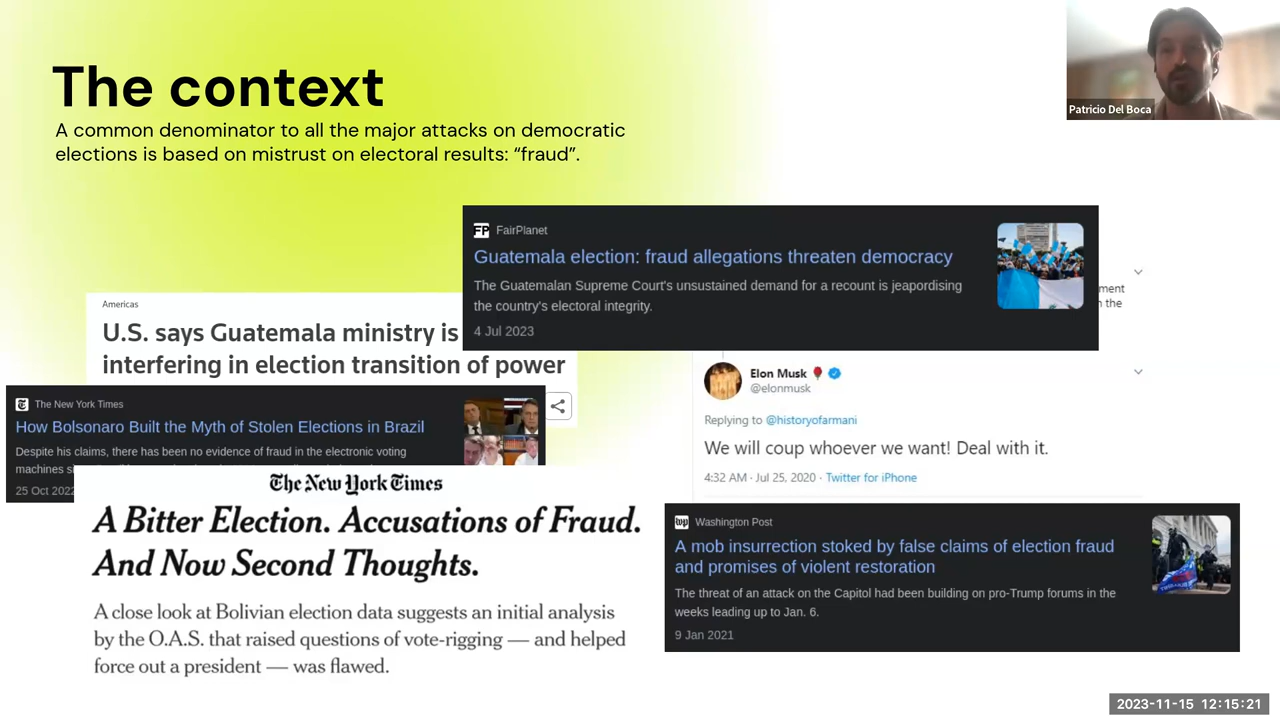 The context
A common denominator to all the major attacks on democratic
elections is based on mistrust on electoral results: “fraud”.
Patricio Del Boca
FP FairPlanet
Guatemala election: fraud allegations threaten democracy
The Guatemalan Supreme Court's unsustained demand for a recount is jeapordising
the country's electoral integrity.
4 Jul 2023
Americas
U.S. says Guatemala ministry is
interfering in election transition of power
The New York Times
How Bolsonaro Built the Myth of Stolen Elections in Brazil
Despite his claims, there has been no evidence of fraud in the electronic voting
machines
25 Oct 2022
The New York Times
A Bitter Election. Accusations of Fraud.
And Now Second Thoughts.
A close look at Bolivian election data suggests an initial analysis
by the O.A.S. that raised questions of vote-rigging — and helped
force out a president — was flawed.
the
Elon Musk
@elonmusk
Replying to @historyofarmani
We will coup whoever we want! Deal with it.
4:32 AM · Jul 25, 2020 · Twitter for iPhone
wp Washington Post
A mob insurrection stoked by false claims of election fraud
and promises of violent restoration
The threat of an attack on the Capitol had been building on pro-Trump forums in the
weeks leading up to Jan. 6.
9 Jan 2021
2023-11-15 12:15:21